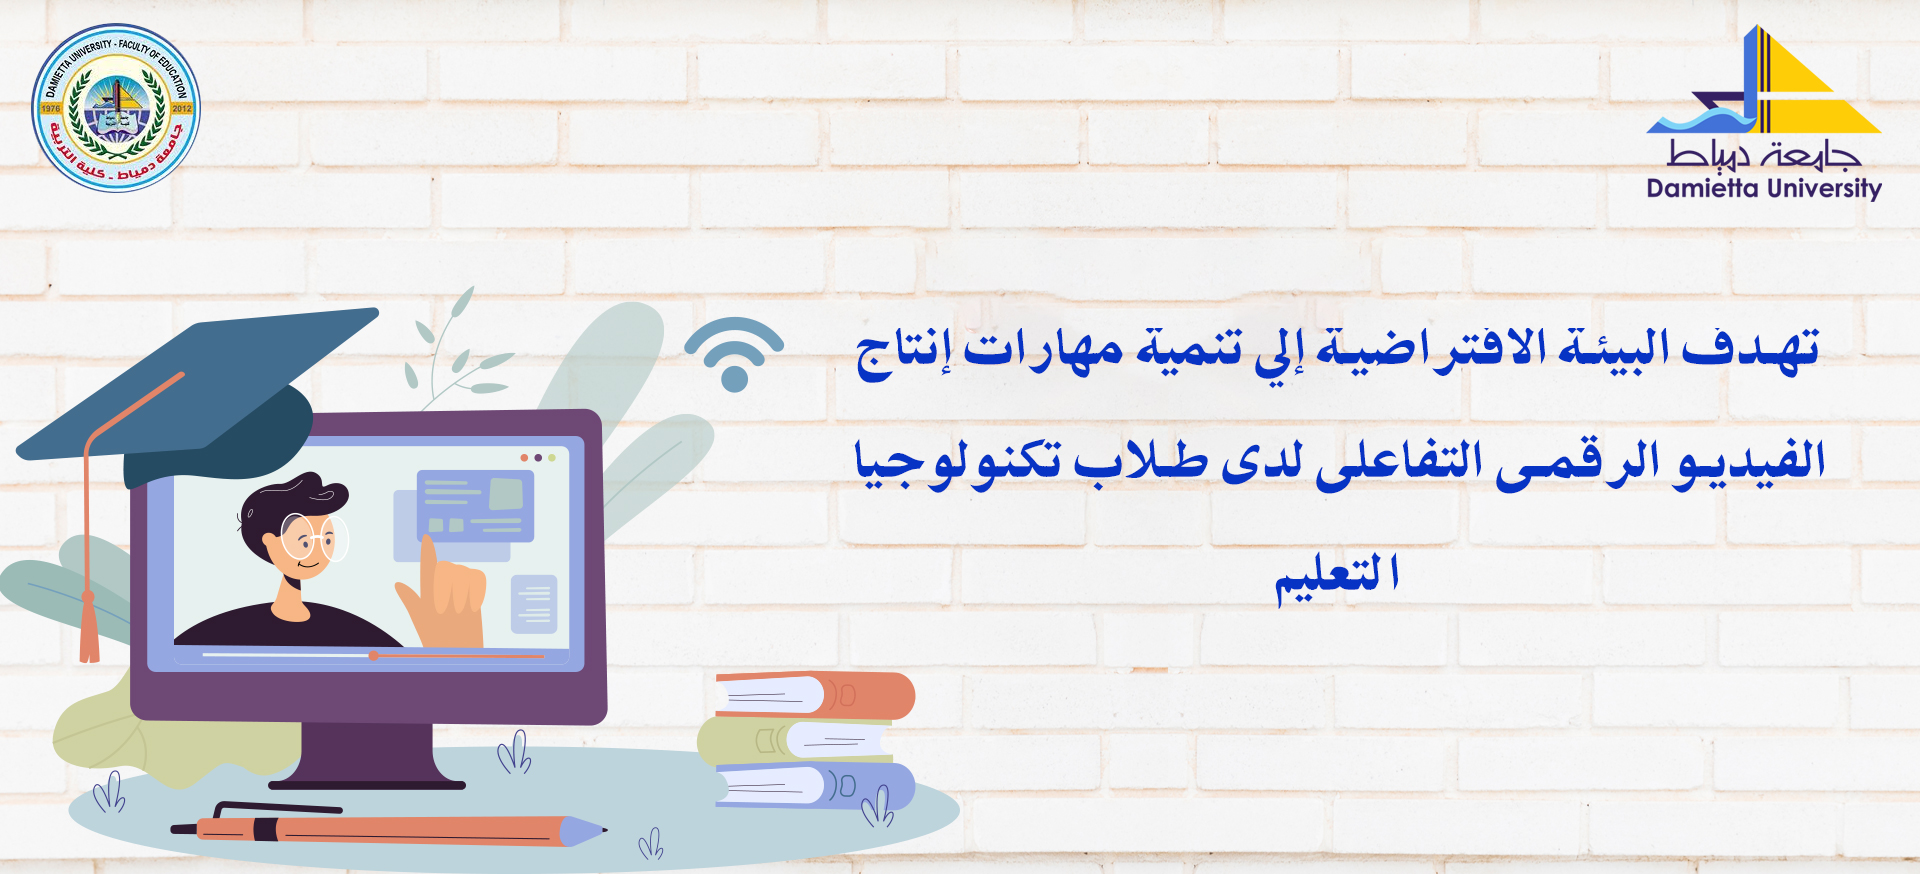 DAMIETTA UNIVERSITY - FACULTY OF EDUCATION
1976
2012
جامعة دمياط - كلية التربية
جامعة دمياط
Damietta University
تهدف البيئة الافتراضية إلي تنمية مهارات إنتاج
الفيديو الرقمى التفاعلى لدى طلاب تكنولوجيا
التعليم